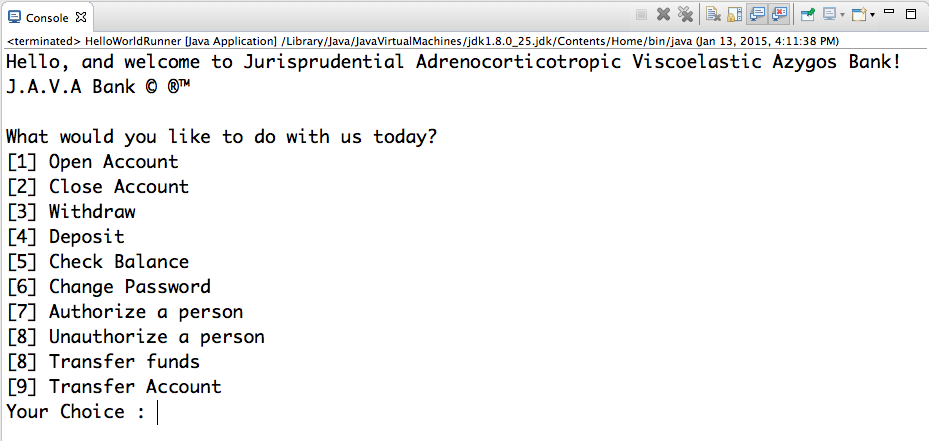 Console
<terminated> HelloWorldRunner [Java Application] /Library/Java/JavaVirtualMachines/jdk1.8.0_25.jdk/Contents/Home/bin/java (Jan 13, 2015, 4:11:38 PM)
Hello, and welcome to Jurisprudential Adrenocorticotropic Viscoelastic Azygos Bank!
J.A.V.A Bank © ®™
What would you like to do with us today?
[1] Open Account
[2] Close Account
[3] Withdraw
[4] Deposit
[5] Check Balance
[6] Change Password
[7] Authorize a person
[8] Unauthorize a person
[8] Transfer funds
[9] Transfer Account
Your Choice :